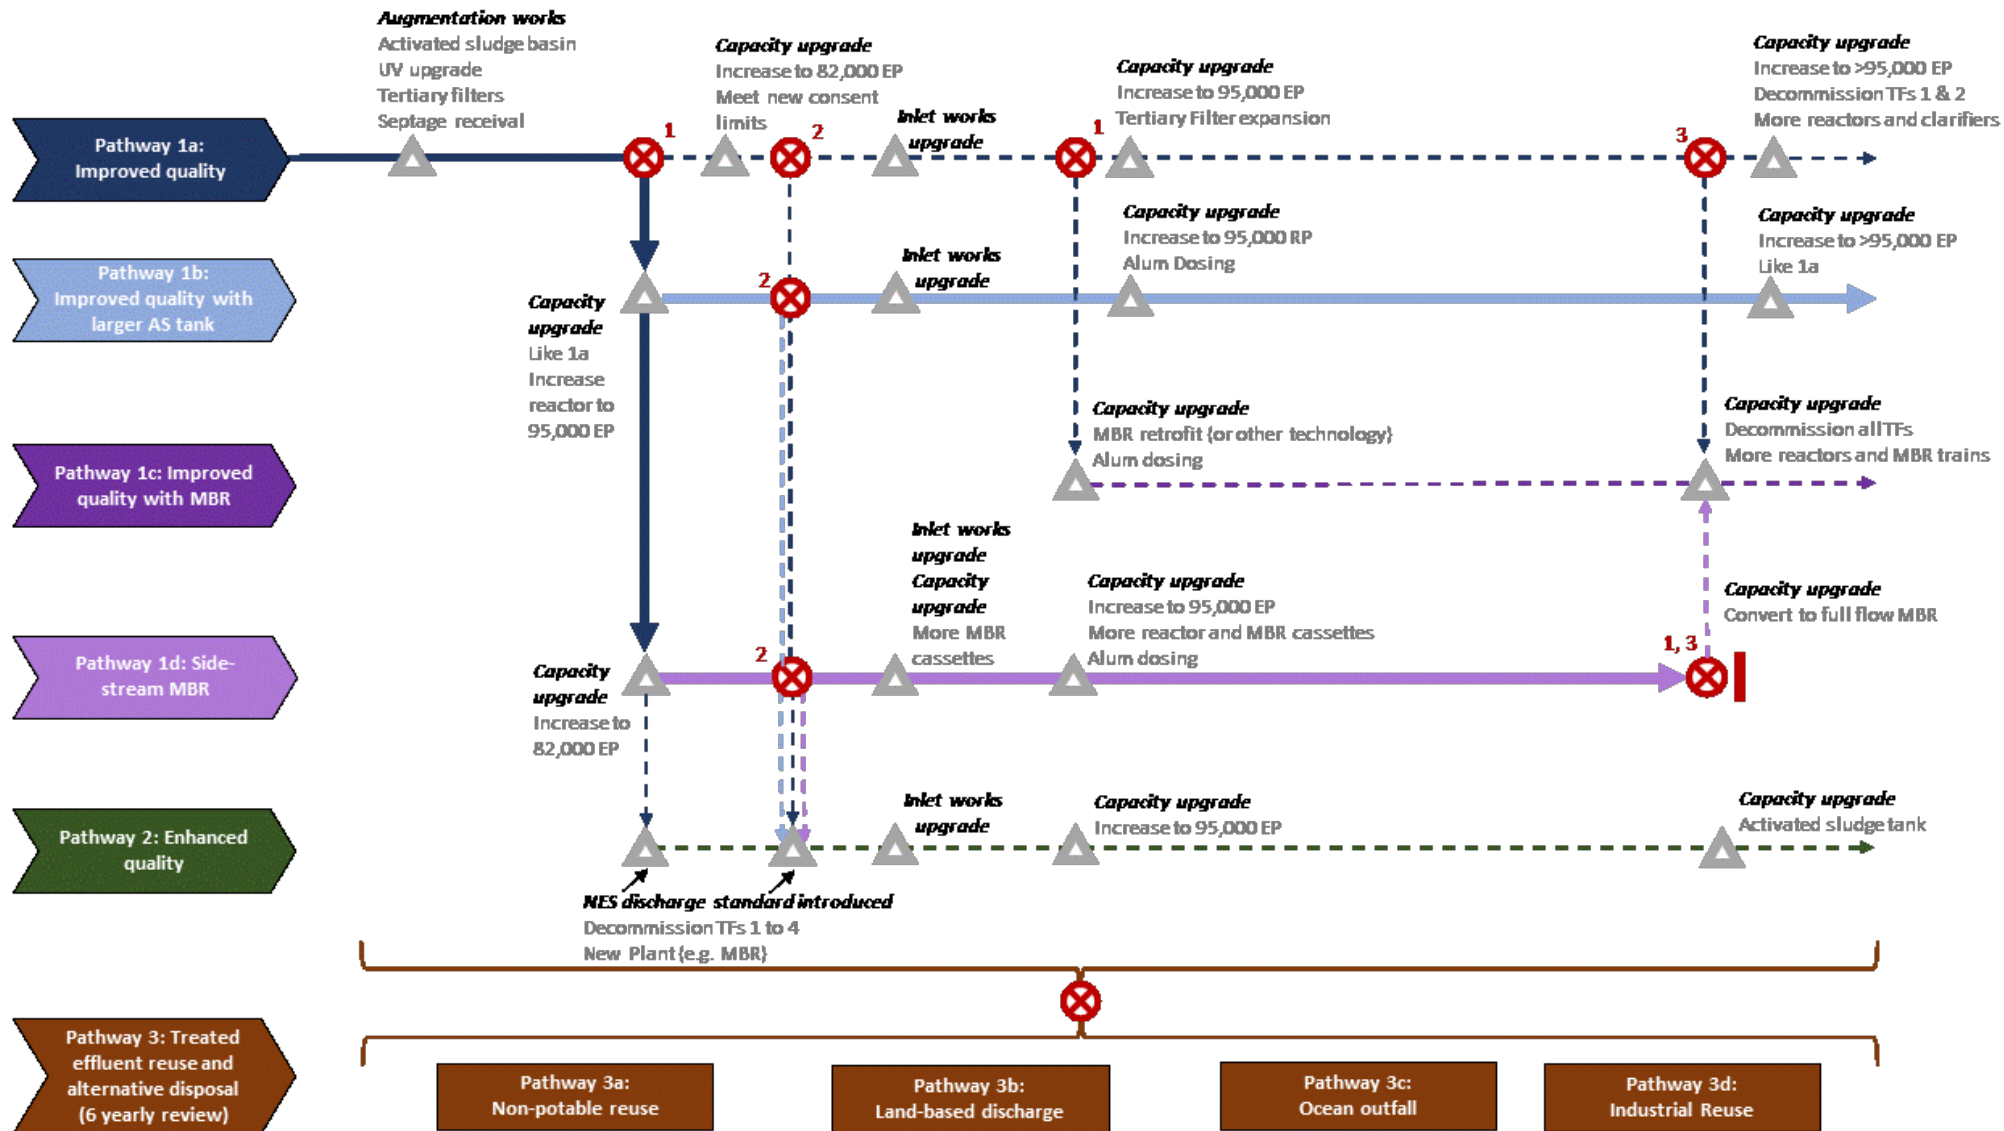 Augmentation works
Activated sludge basin
UV upgrade
Tertiary filters
Septage receival
Capacity upgrade
Increase to 82,000 EP
Meet new consent
limits
Inlet works
upgrade
Capacity upgrade
Increase to 95,000 EP
Tertiary Filter expansion
Capacity upgrade
Increase to >95,000 EP
Decommission TFs 1 & 2
More reactors and clarifiers
Pathway 1a:
Improved quality
1
2
1
3
Pathway 1b:
Improved quality with
larger AS tank
Capacity
upgrade
Like 1a
Increase
reactor to
95,000 EP
2
Inlet works
upgrade
Capacity upgrade
Increase to 95,000 RP
Alum Dosing
Capacity upgrade
Increase to >95,000 EP
Like 1a
Pathway 1c: Improved
quality with MBR
Capacity upgrade
MBR retrofit (or other technology)
Alum dosing
Capacity upgrade
Decommission all TFs
More reactors and MBR trains
Pathway 1d: Side-
stream MBR
Capacity
upgrade
Increase to
82,000 EP
2
Inlet works
upgrade
Capacity
upgrade
More MBR
cassettes
Capacity upgrade
Increase to 95,000 EP
More reactor and MBR cassettes
Alum dosing
1, 3
Capacity upgrade
Convert to full flow MBR
Pathway 2: Enhanced
quality
Inlet works
upgrade
Capacity upgrade
Increase to 95,000 EP
Capacity upgrade
Activated sludge tank
NES discharge standard introduced
Decommission TFs 1 to 4
New Plant (e.g. MBR)
Pathway 3: Treated
effluent reuse and
alternative disposal
(6 yearly review)
Pathway 3a:
Non-potable reuse
Pathway 3b:
Land-based discharge
Pathway 3c:
Ocean outfall
Pathway 3d:
Industrial Reuse